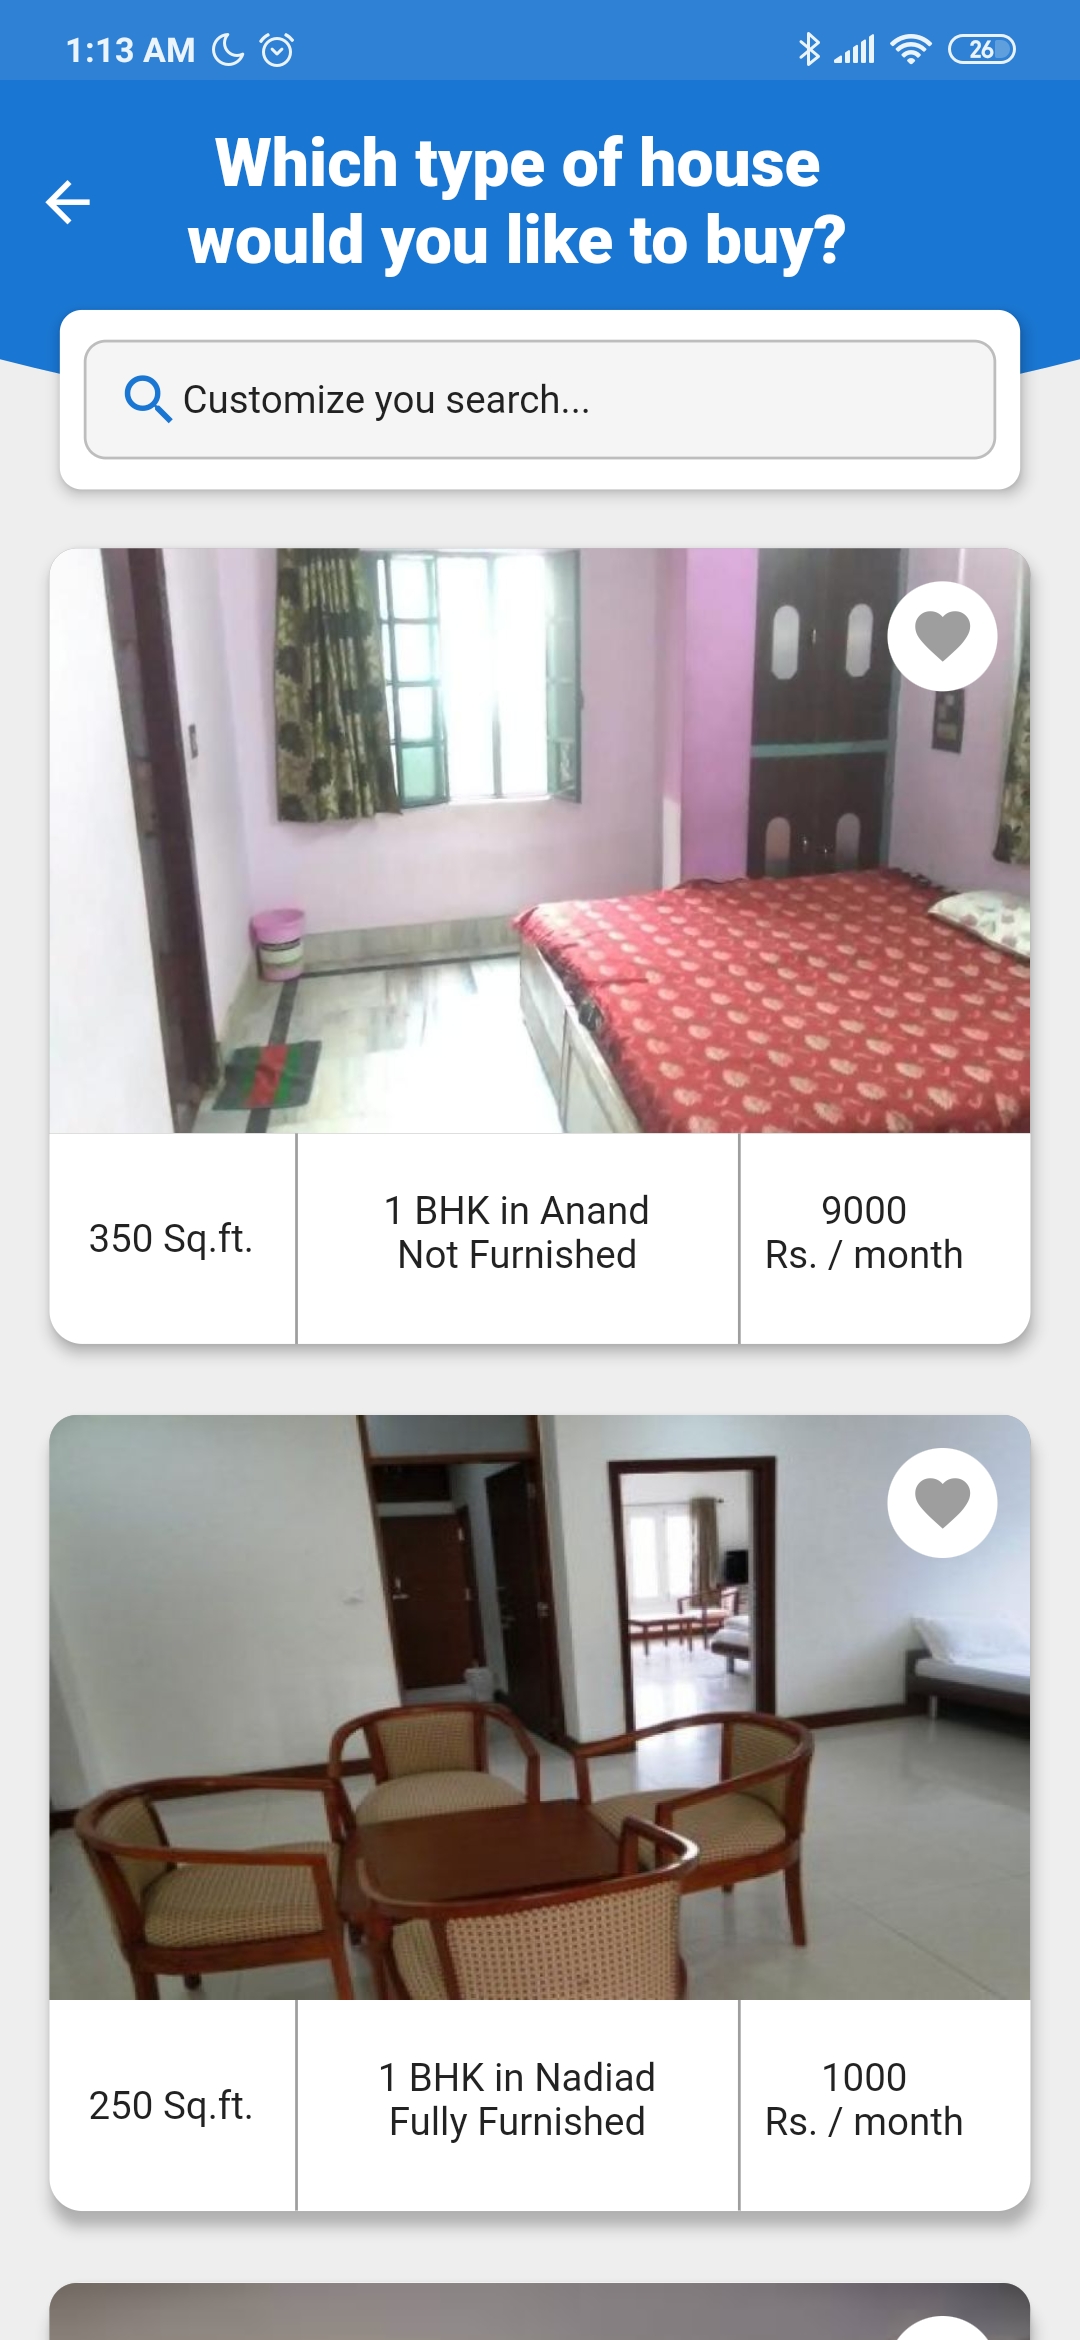 1:13 AM
26
Which type of house
would you like to buy?
Customize you search...
350 Sq.ft.
1 BHK in Anand
Not Furnished
9000
Rs. / month
250 Sq.ft.
1 BHK in Nadiad
Fully Furnished
1000
Rs. / month